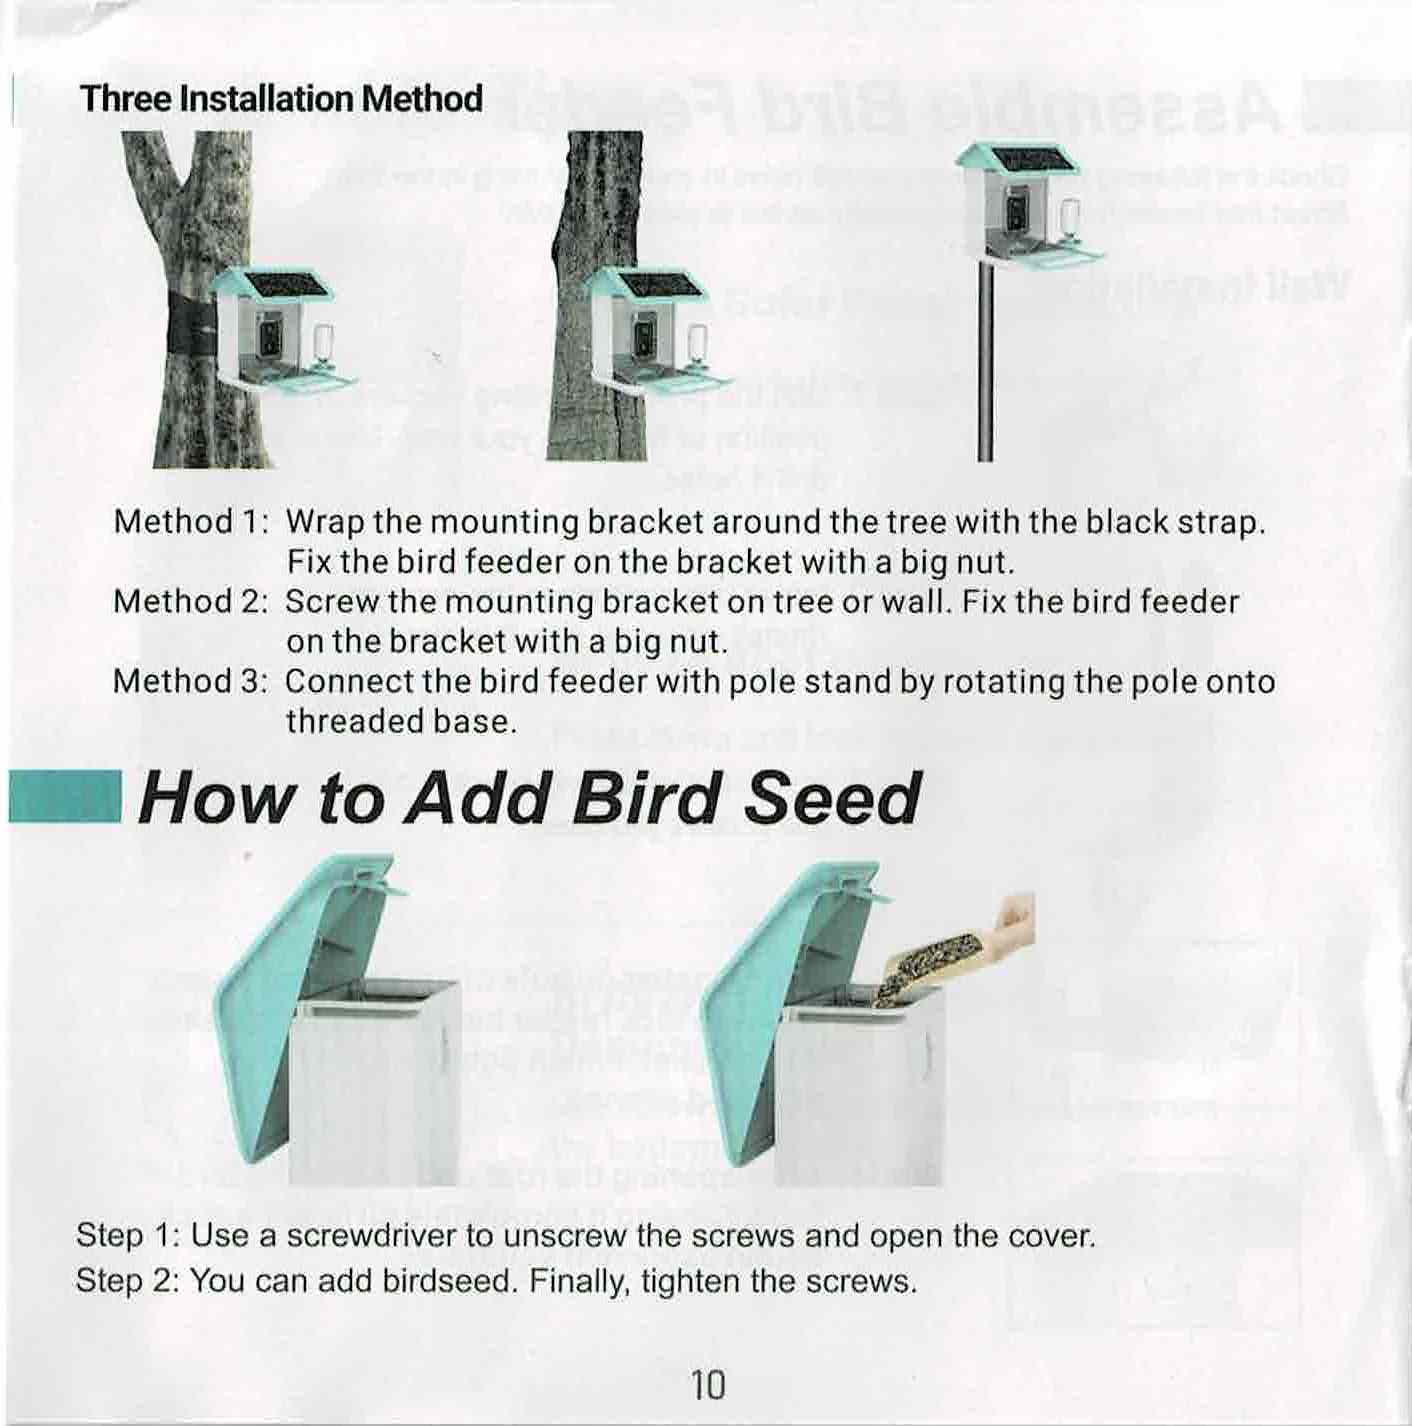 Three Installation Method
Method 1: Wrap the mounting bracket around the tree with the black strap.
Fix the bird feeder on the bracket with a big nut.
Method 2: Screw the mounting bracket on tree or wall. Fix the bird feeder
on the bracket with a big nut.
Method 3: Connect the bird feeder with pole stand by rotating the pole onto
threaded base.
How to Add Bird Seed
Step 1: Use a screwdriver to unscrew the screws and open the cover.
Step 2: You can add birdseed. Finally, tighten the screws.
10